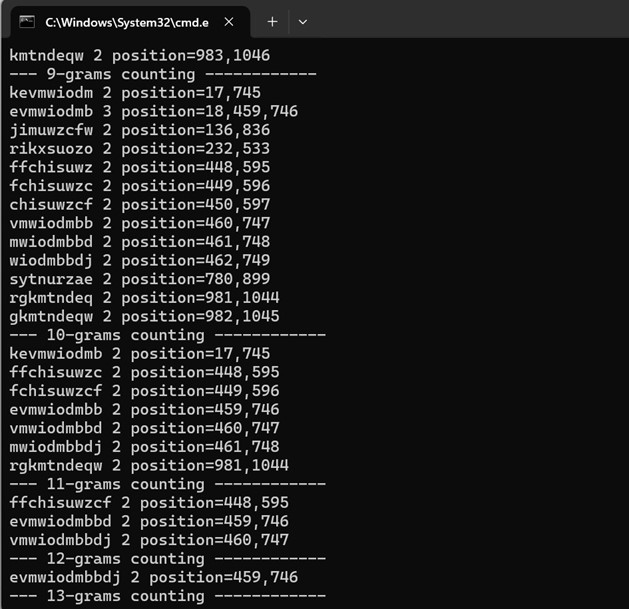 C:\Windows\System32\cmd.e
kmtndeqw 2 position=983,1046
--- 9-grams counting ------------
kevmwiodm 2 position=17,745
evmwiodmb 3 position=18,459,746
jimuwzcfw 2 position=136,836
rikxsuozo 2 position=232,533
ffchisuwz 2 position=448,595
fchisuwzc 2 position=449,596
chisuwzcf 2 position=450,597
vmwiodmbb 2 position=460,747
mwiodmbbd 2 position=461,748
wiodmbbdj 2 position=462,749
sytnurzae 2 position=780,899
rgkmtndeq 2 position=981,1044
gkmtndeqw 2 position=982,1045
--- 10-grams counting ------------
kevmwiodmb 2 position=17,745
ffchisuwzc 2 position=448,595
fchisuwzcf 2 position=449,596
evmwiodmbb 2 position=459,746
vmwiodmbbd 2 position=460,747
mwiodmbbdj 2 position=461,748
rgkmtndeqw 2 position=981,1044
--- 11-grams counting ------------
ffchisuwzcf 2 position=448,595
evmwiodmbbd 2 position=459,746
vmwiodmbbdj 2 position=460,747
--- 12-grams counting ------------
evmwiodmbbdj 2 position=459,746
--- 13-grams counting ------------